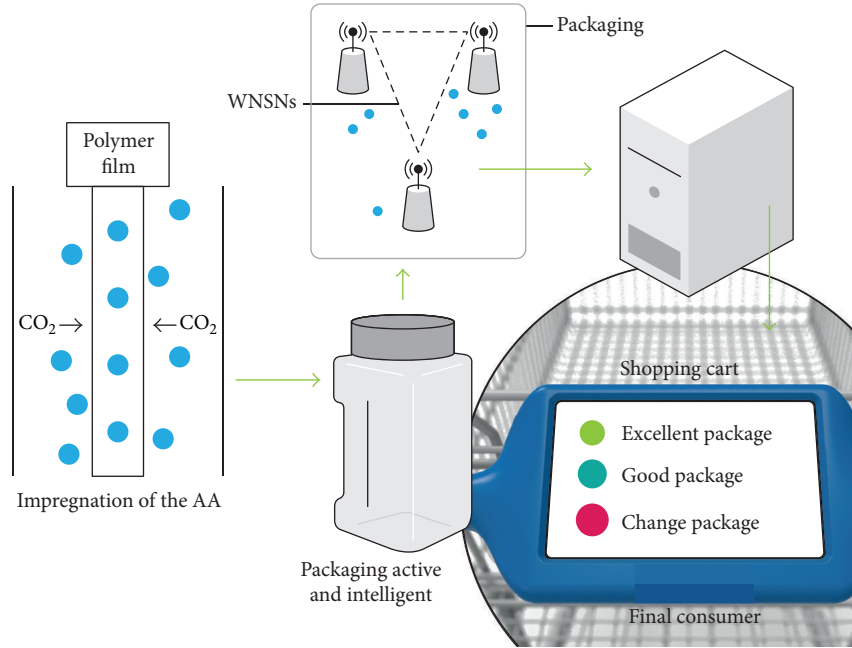 Packaging
WNSNs
Polymer
film
CO₂
CO₂
Impregnation of the AA
Packaging active
and intelligent
Shopping cart
Excellent package
Good package
Change package
Final consumer